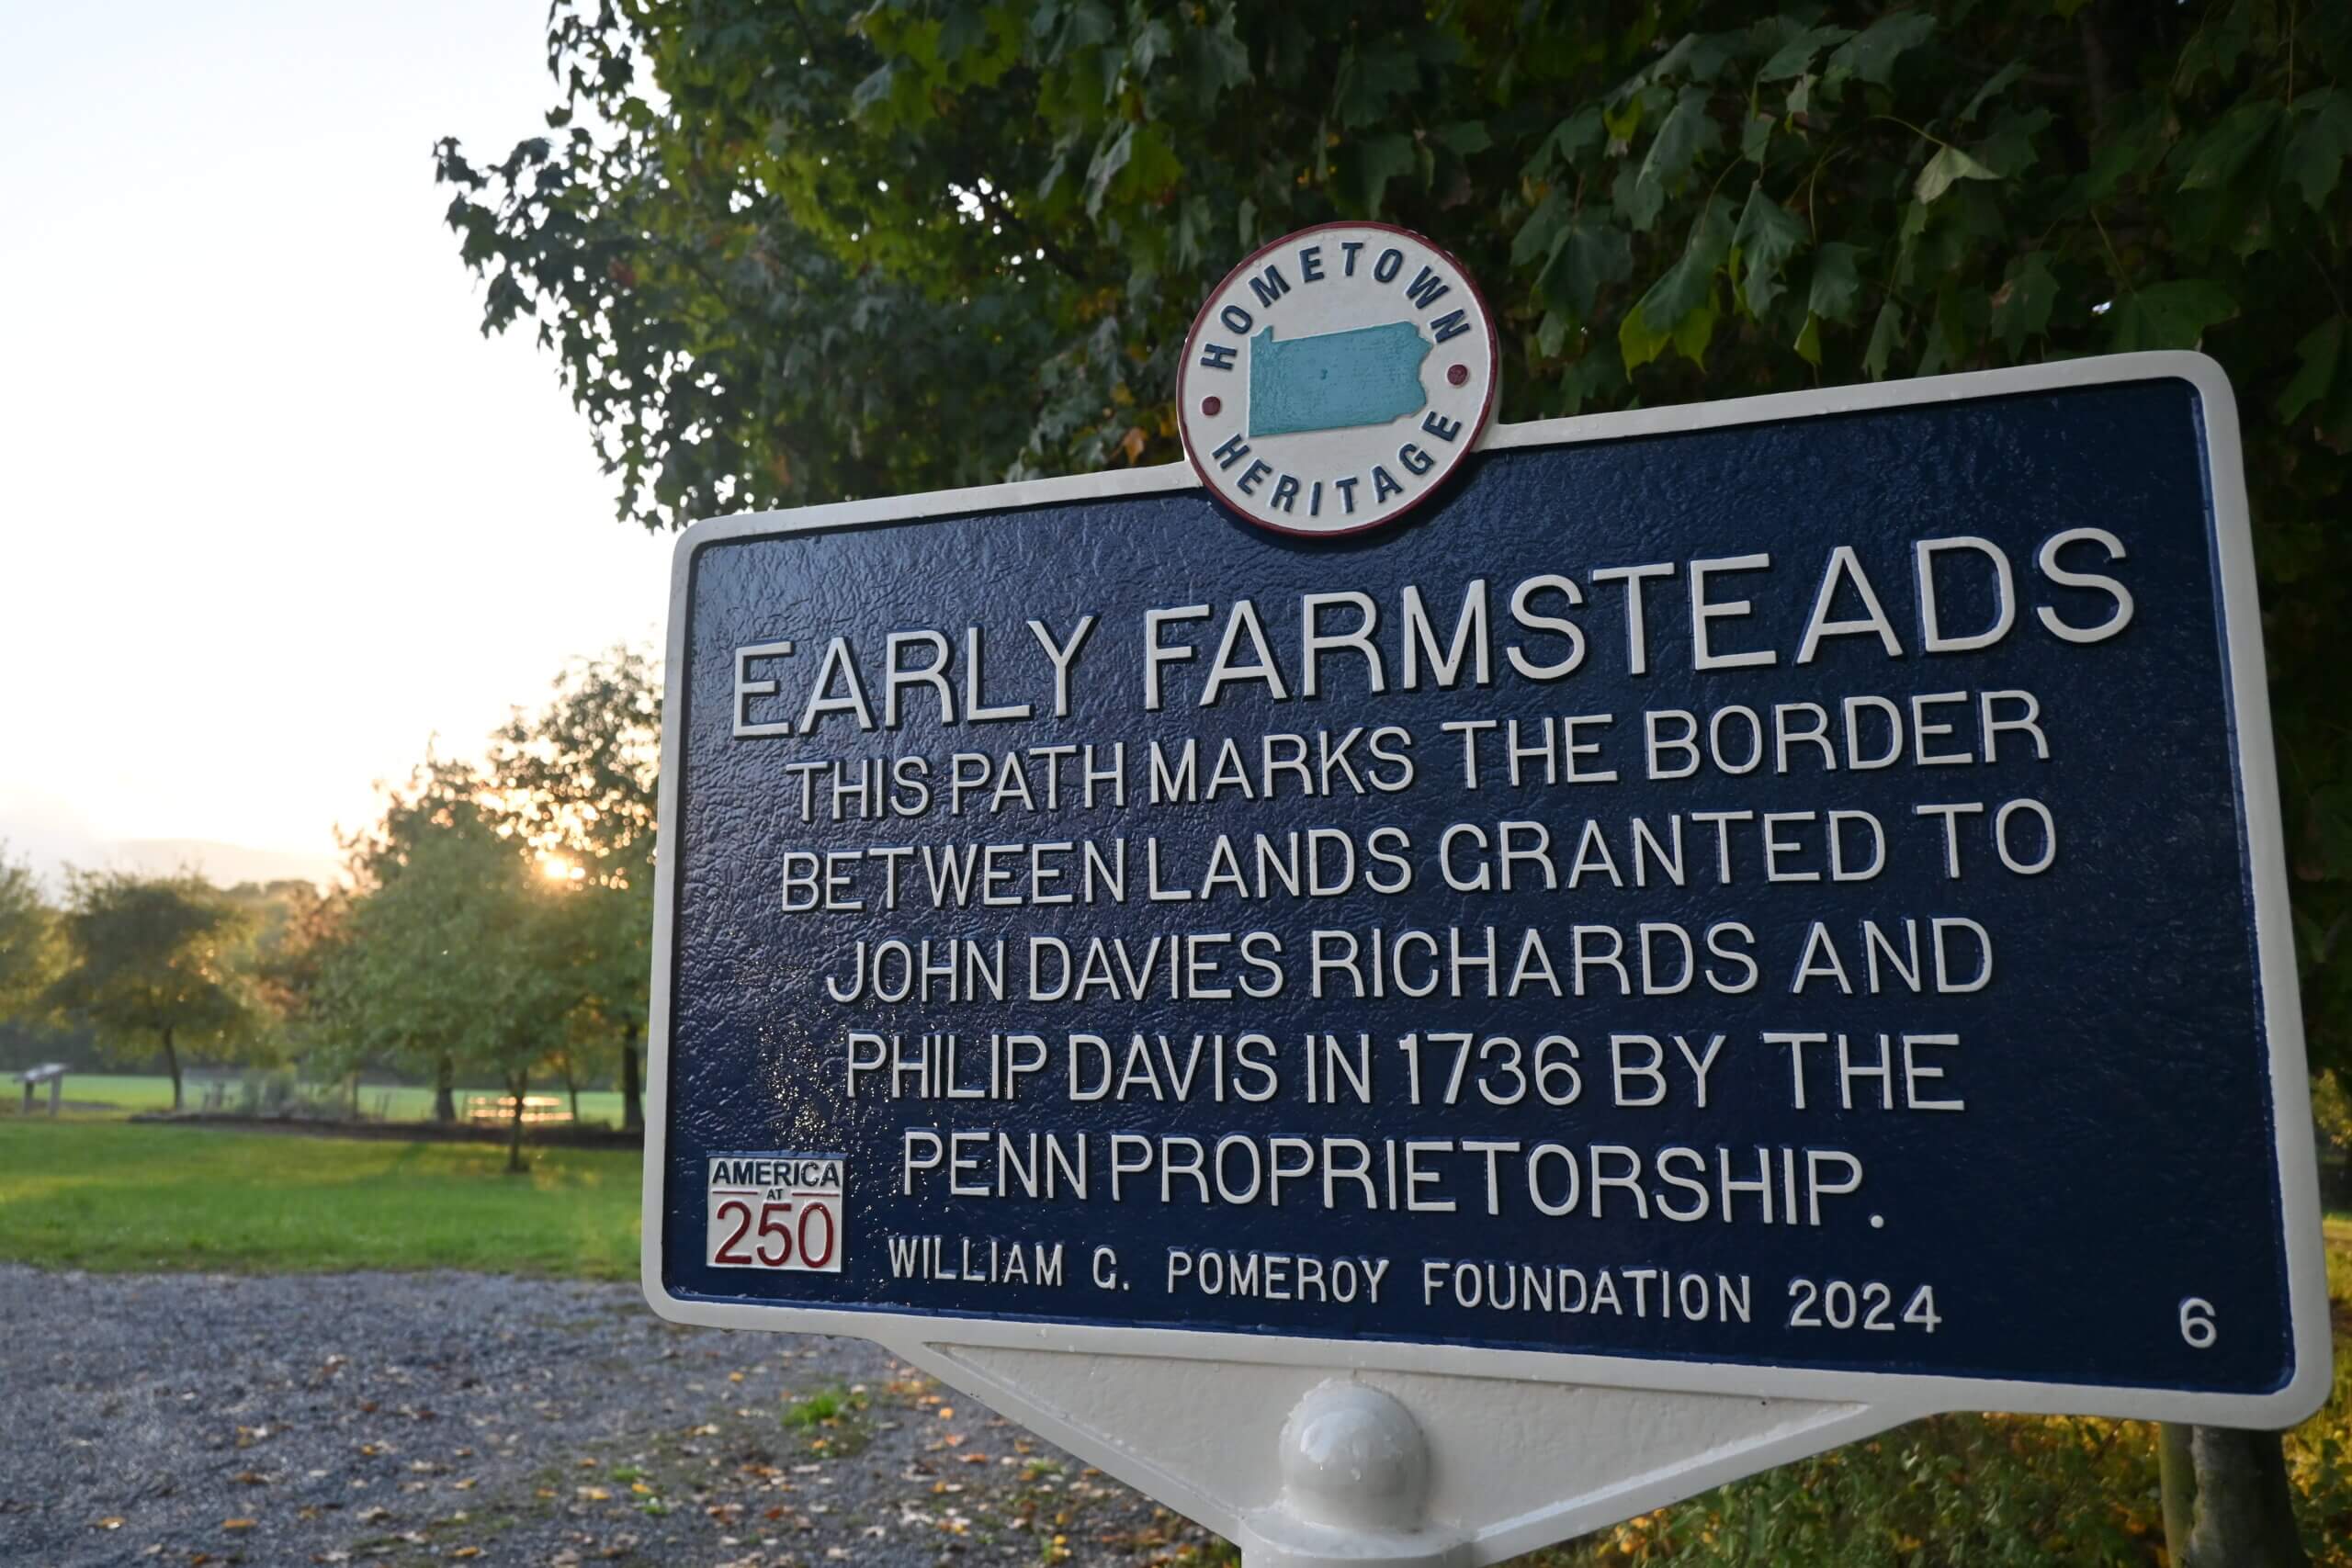 HOMETOWN
HERITAGE
EARLY FARMSTEADS
THIS PATH MARKS THE BORDER
BETWEEN LANDS GRANTED TO
JOHN DAVIES RICHARDS AND
PHILIP DAVIS IN 1736 BY THE
PENN PROPRIETORSHIP.
AMERICA
AT
250
WILLIAM G. POMEROY FOUNDATION 2024
6